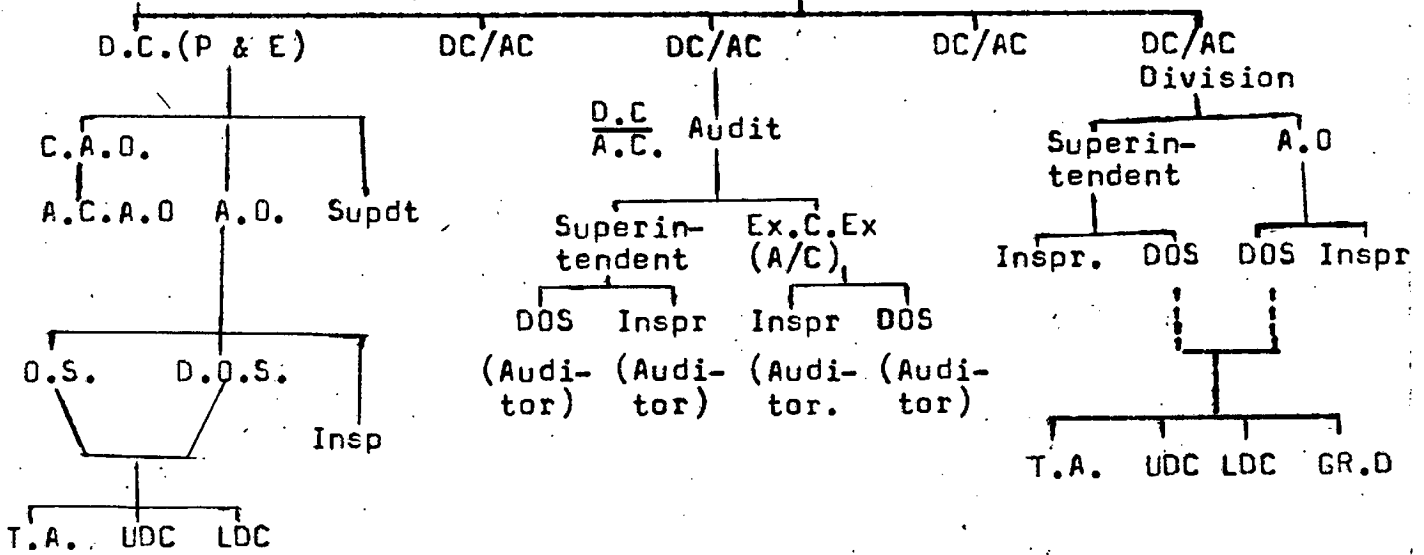 D.C.(P & E) DC/AC DC/AC DC/AC DC/AC
Division
C.A.O.
D.C
A.C. Audit
Superin-
tendent
A.O
A.C.A.O A.O. Supdt
Superin-
tendent
Ex.C.Ex
(A/C)
Inspr. DOS DOS Inspr
DOS Inspr Inspr DOS
O.S. D.O.S.
(Audi-
tor)
(Audi-
tor)
(Audi-
tor.
(Audi-
tor)
Insp
T.A. UDC LDC GR.D
T.A. UDC LDC